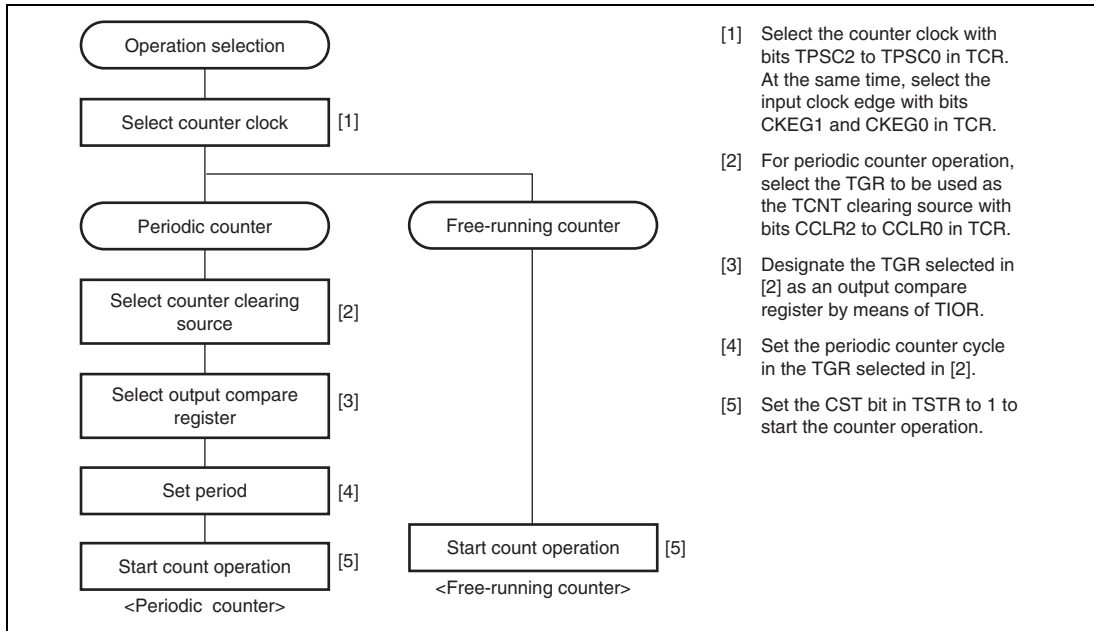 Operation selection
Select counter clock
[1]
Periodic counter
Free-running counter
Select counter clearing
source
[2]
Select output compare
register
[3]
Set period
[4]
Start count operation
[5]
<Periodic counter>
Start count operation
[5]
<Free-running counter>
[1] Select the counter clock with
bits TPSC2 to TPSC0 in TCR.
At the same time, select the
input clock edge with bits
CKEG1 and CKEG0 in TCR.
[2] For periodic counter operation,
select the TGR to be used as
the TCNT clearing source with
bits CCLR2 to CCLR0 in TCR.
[3] Designate the TGR selected in
[2] as an output compare
register by means of TIOR.
[4] Set the periodic counter cycle
in the TGR selected in [2].
[5] Set the CST bit in TSTR to 1 to
start the counter operation.